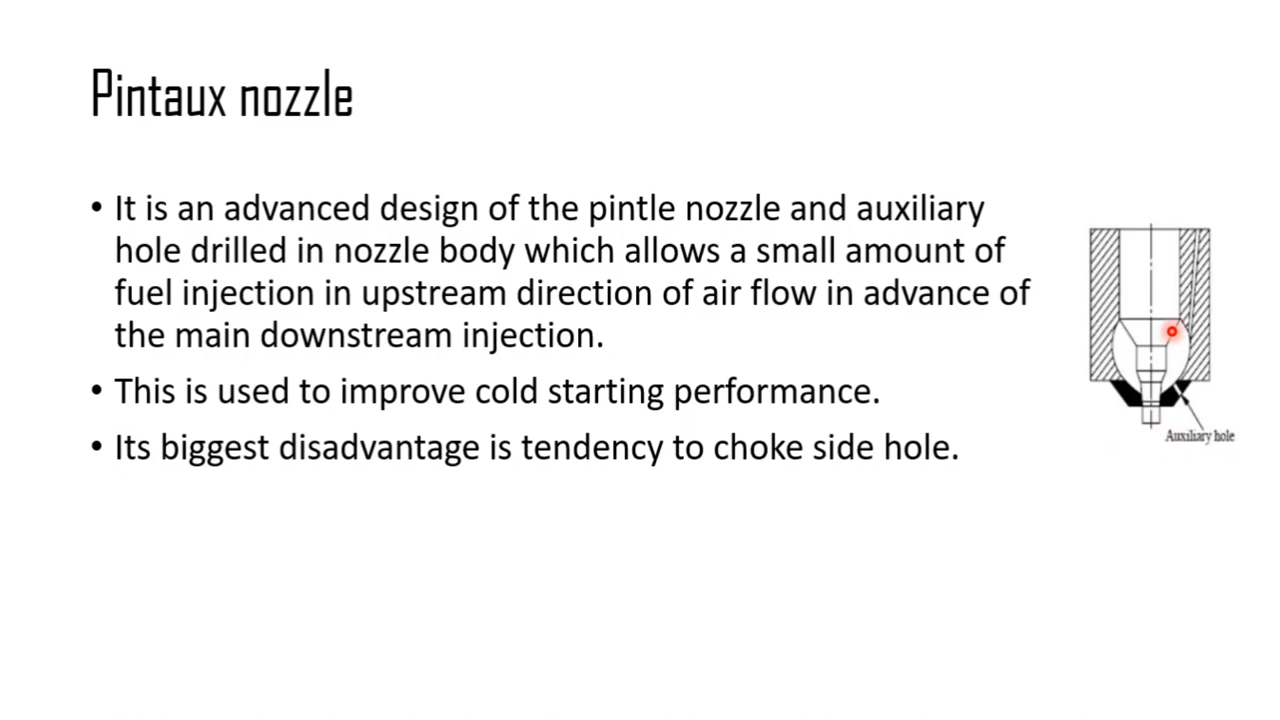 Pintaux nozzle
• It is an advanced design of the pintle nozzle and auxiliary
hole drilled in nozzle body which allows a small amount of
fuel injection in upstream direction of air flow in advance of
the main downstream injection.
• This is used to improve cold starting performance.
• Its biggest disadvantage is tendency to choke side hole.
Auxiliary hole